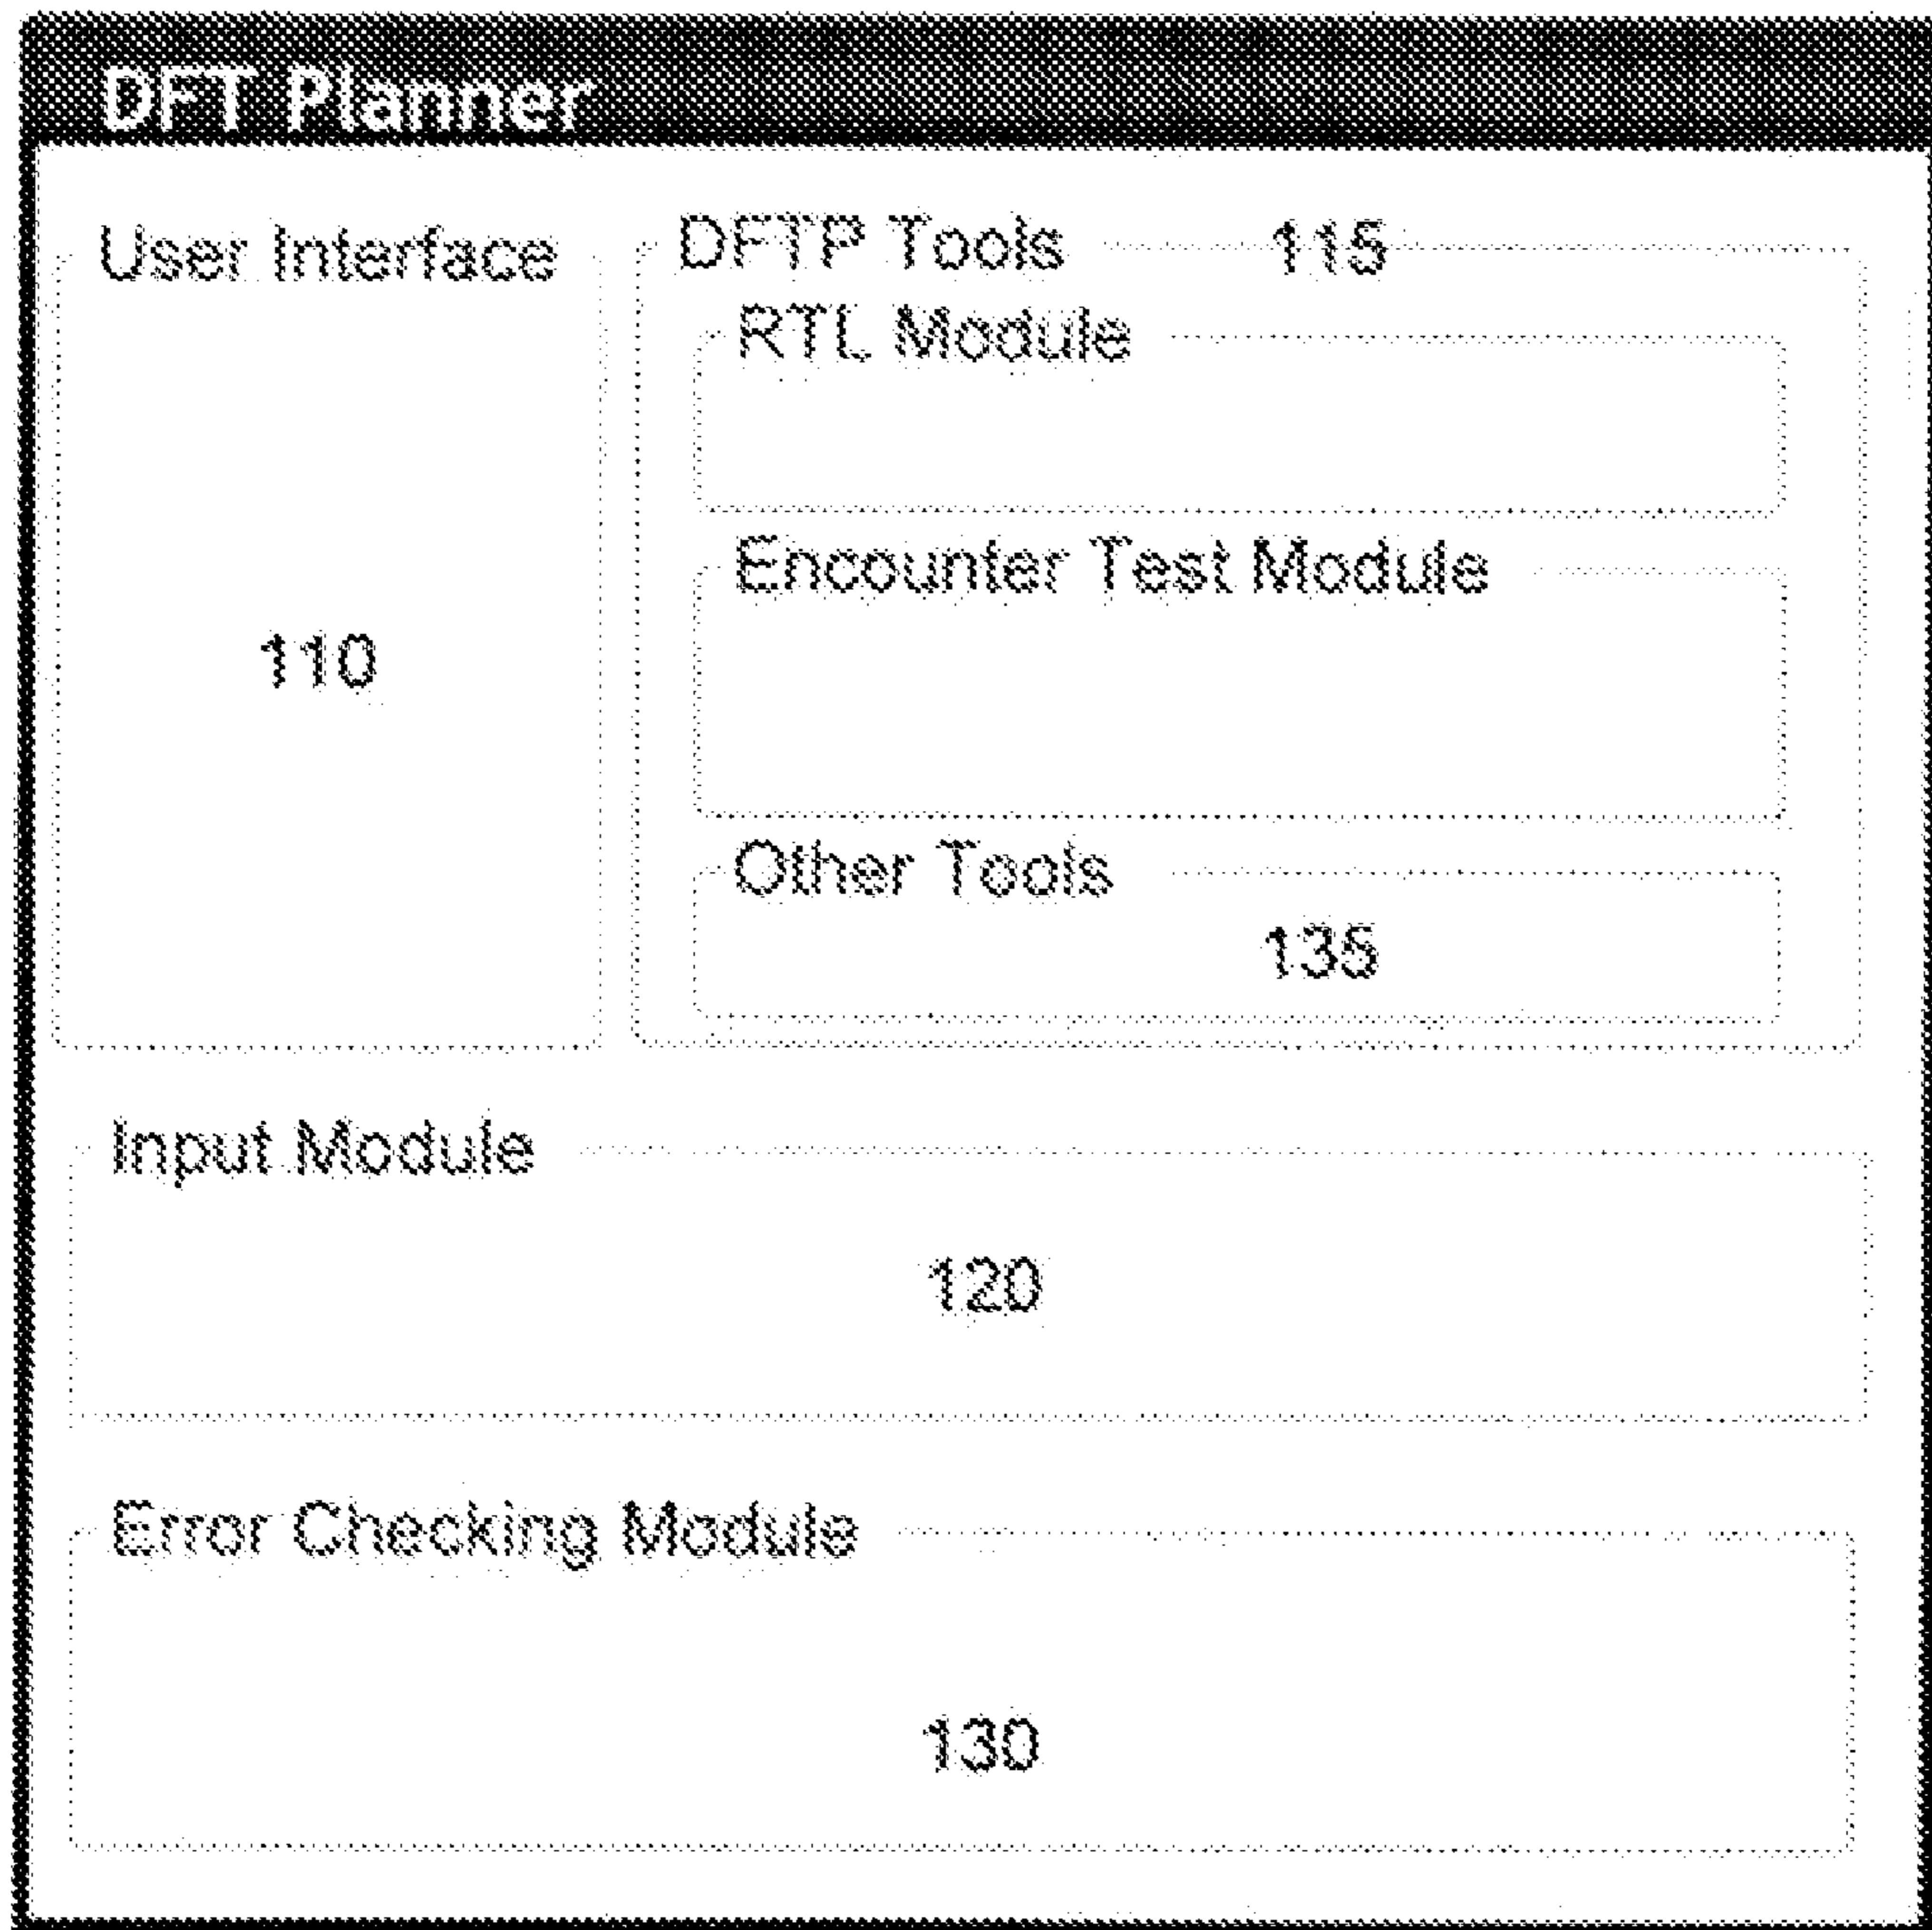 DFT Planner
User Interface
110
DFTP Tools 115
RTL Module
Encounter Test Module
Other Tools
135
Input Module
120
Error Checking Module
130